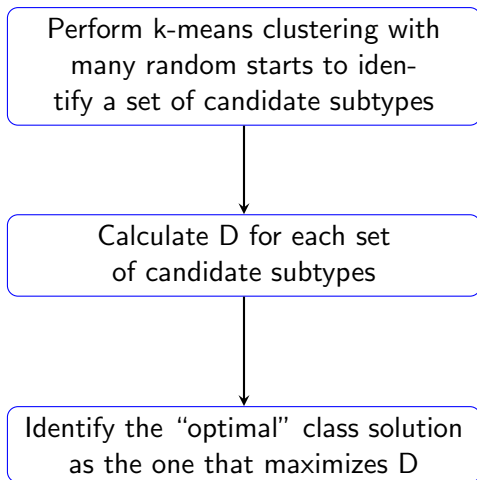 Perform k-means clustering with
many random starts to iden-
tify a set of candidate subtypes
Calculate D for each set
of candidate subtypes
Identify the “optimal” class solution
as the one that maximizes D